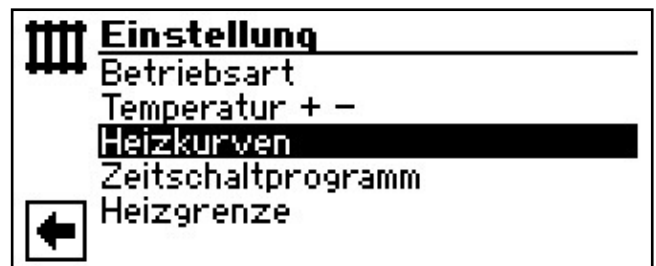 Einstellung
Betriebsart
Temperatur + −
Heizkurven
Zeitschaltprogramm
Heizgrenze